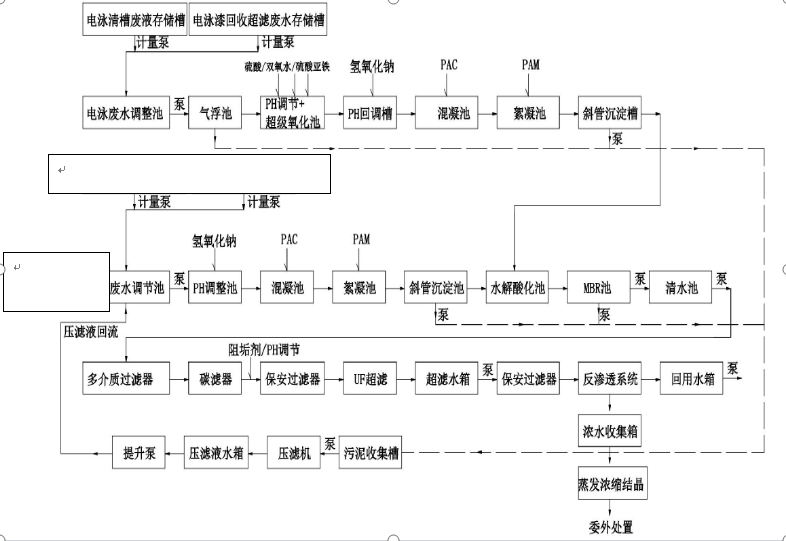 电泳清槽废液存储槽
电泳漆回收超滤废水存储槽
计量泵
计量泵
硫酸/双氧水/硫酸亚铁
氢氧化钠
PAC
PAM
电泳废水调整池
泵
气浮池
PH调节+
超级氧化池
PH回调槽
混凝池
絮凝池
斜管沉淀槽
泵
计量泵
计量泵
氢氧化钠
PAC
PAM
废水调节池
泵
PH调整池
混凝池
絮凝池
斜管沉淀池
水解酸化池
MBR池
泵
清水池
泵
泵
泵
压滤液回流
阻垢剂/PH调节
多介质过滤器
碳滤器
保安过滤器
UF超滤
超滤水箱
泵
保安过滤器
反渗透系统
回用水箱
泵
浓水收集箱
提升泵
压滤液水箱
压滤机
泵
污泥收集槽
蒸发浓缩结晶
委外处置